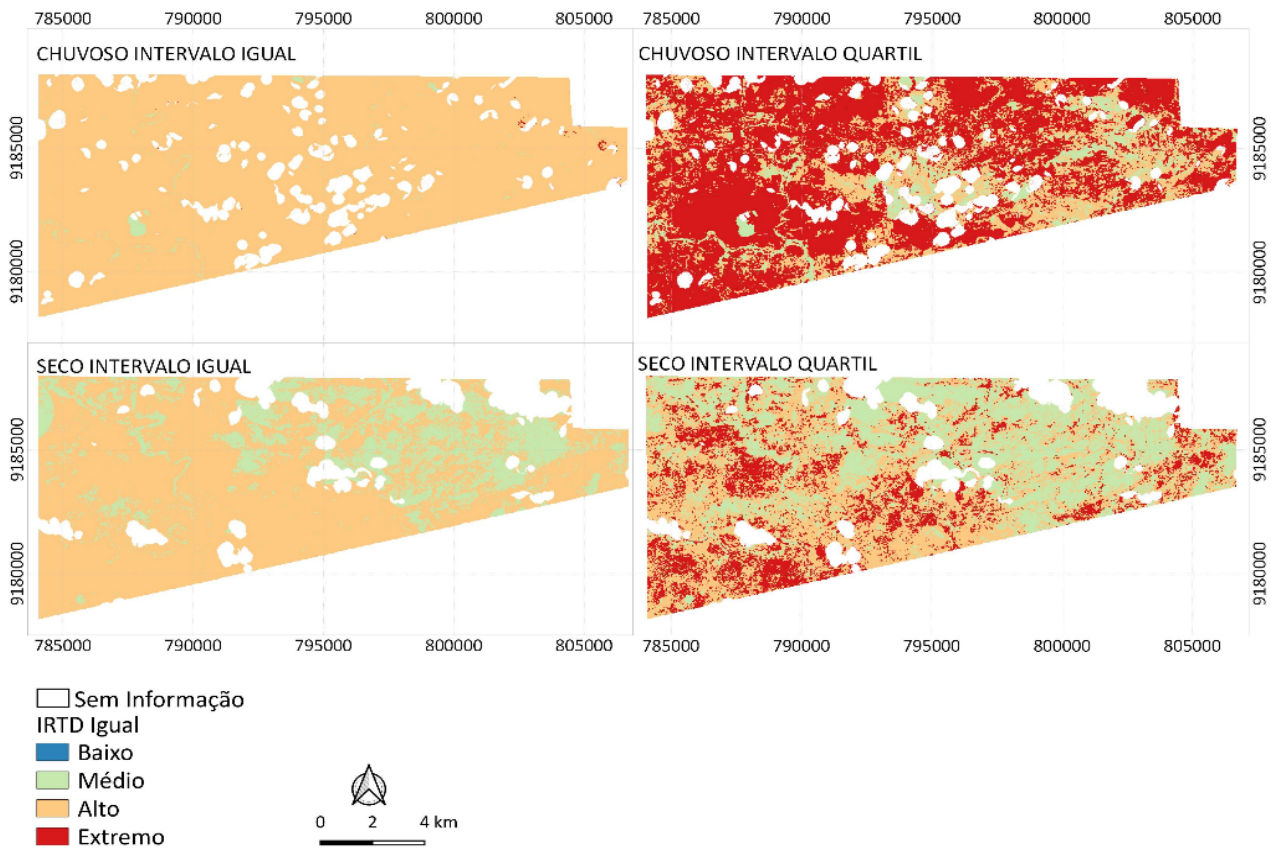 785000 790000 795000 800000 805000 785000 790000 795000 800000 805000
CHUVOSO INTERVALO IGUAL
CHUVOSO INTERVALO QUARTIL
9185000
9180000
9185000
9180000
SECO INTERVALO IGUAL
SECO INTERVALO QUARTIL
9185000
9180000
9185000
9180000
785000 790000 795000 800000 805000 785000 790000 795000 800000 805000
Sem Informação
IRTD Igual
Baixo
Médio
Alto
Extremo
0 2 4 km